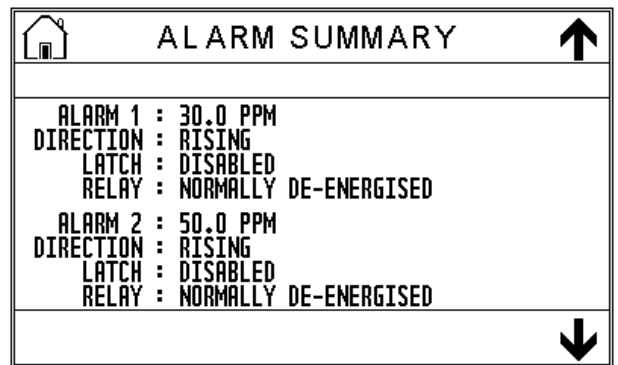 ALARM SUMMARY
ALARM 1 : 30.0 PPM
DIRECTION : RISING
LATCH : DISABLED
RELAY : NORMALLY DE-ENERGISED
ALARM 2 : 50.0 PPM
DIRECTION : RISING
LATCH : DISABLED
RELAY : NORMALLY DE-ENERGISED